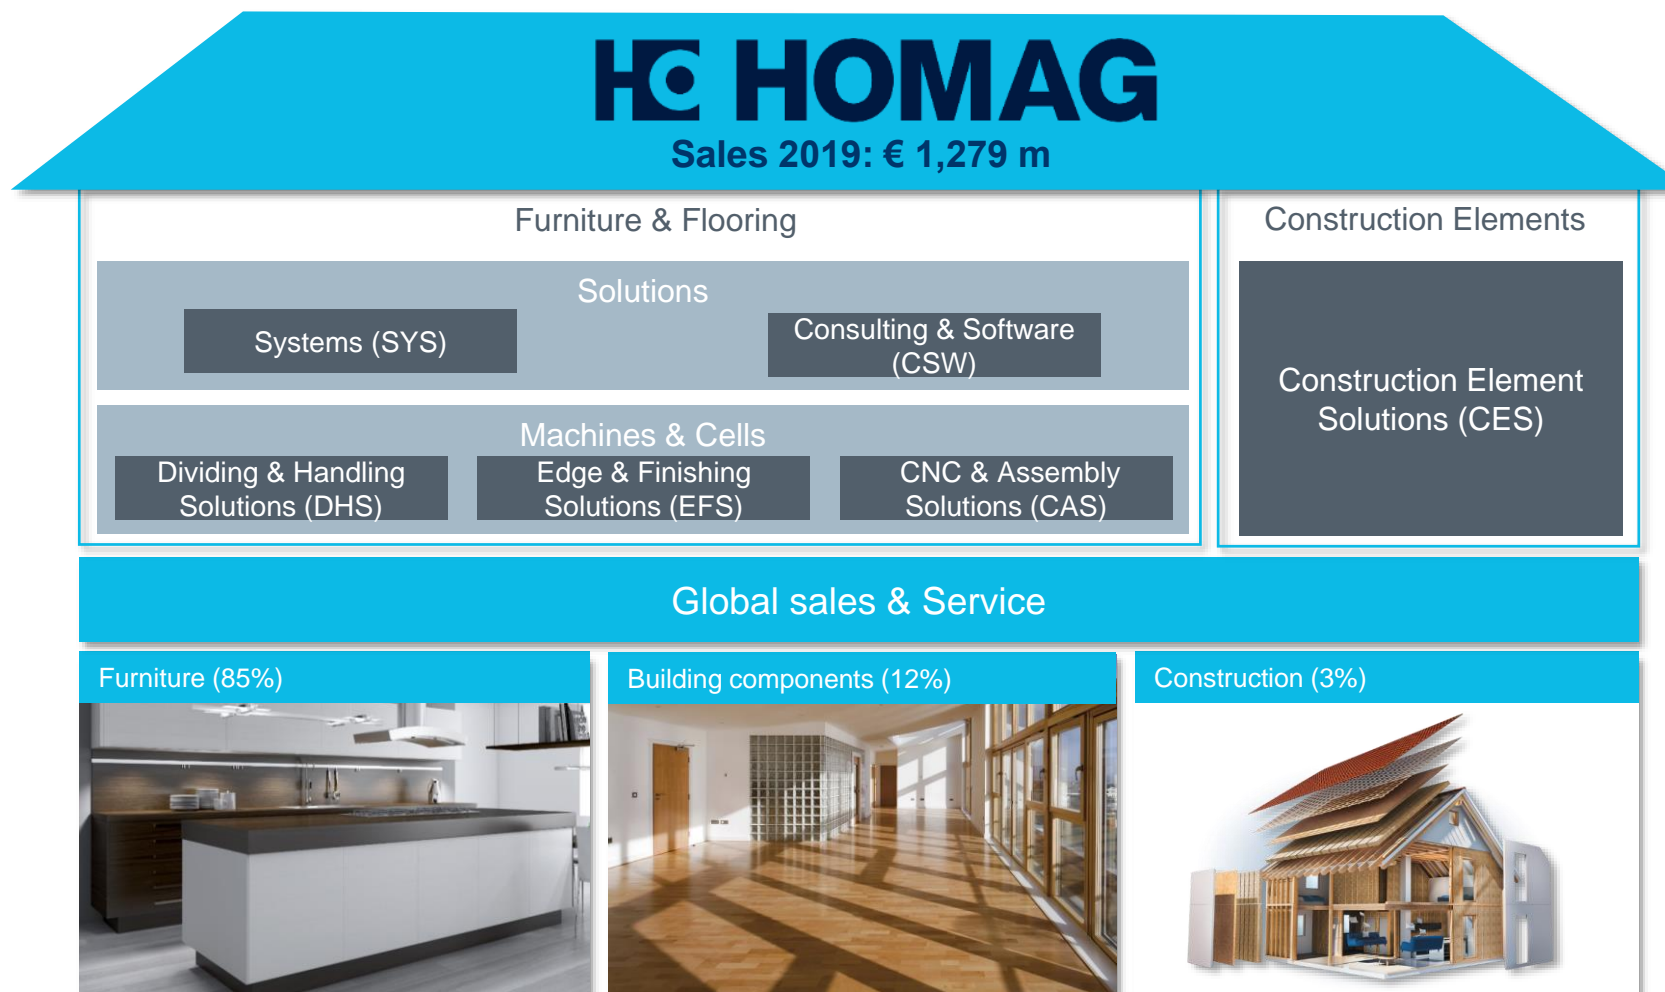 HOMAG
Sales 2019: € 1,279 m
Furniture & Flooring
Solutions
Systems (SYS)
Consulting & Software
(CSW)
Machines & Cells
Dividing & Handling
Solutions (DHS)
Edge & Finishing
Solutions (EFS)
CNC & Assembly
Solutions (CAS)
Construction Elements
Construction Element
Solutions (CES)
Global sales & Service
Furniture (85%)
Building components (12%)
Construction (3%)